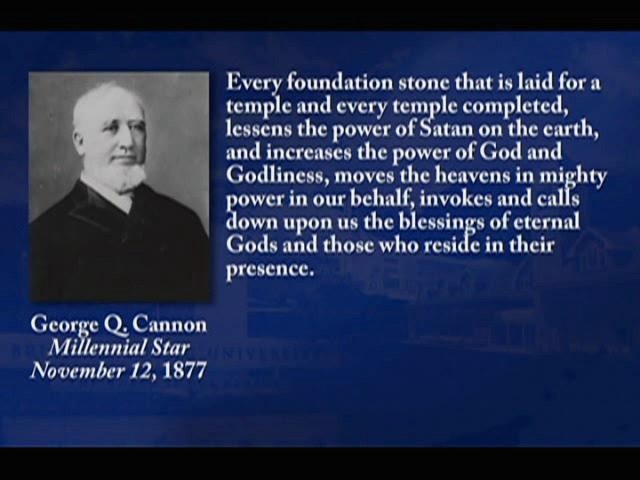 Every foundation stone that is laid for a
temple and every temple completed,
lessens the power of Satan on the earth,
and increases the power of God and
Godliness, moves the heavens in mighty
power in our behalf, invokes and calls
down upon us the blessings of eternal
Gods and those who reside in their
presence.
George Q. Cannon
Millennial Star
November 12, 1877
UNIVERSITY